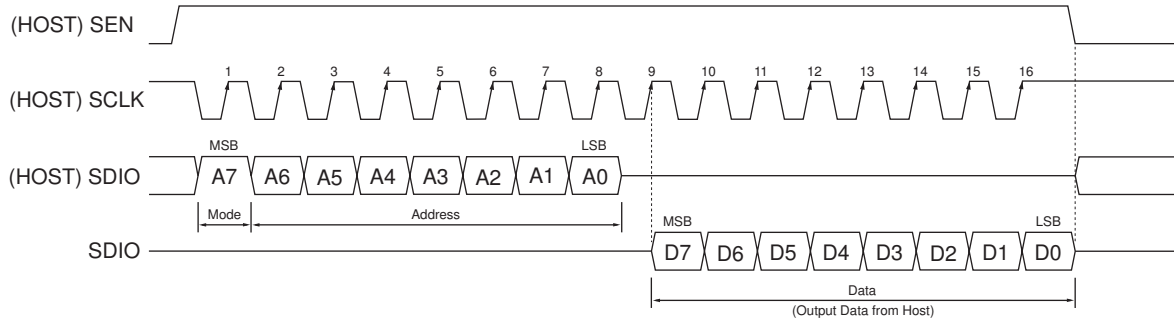 (HOST) SEN
1 2 3 4 5 6 7 8 9 10 11 12 13 14 15 16
(HOST) SCLK
MSB LSB
(HOST) SDIO A7 A6 A5 A4 A3 A2 A1 A0
Mode Address
MSB LSB
SDIO D7 D6 D5 D4 D3 D2 D1 D0
Data
(Output Data from Host)